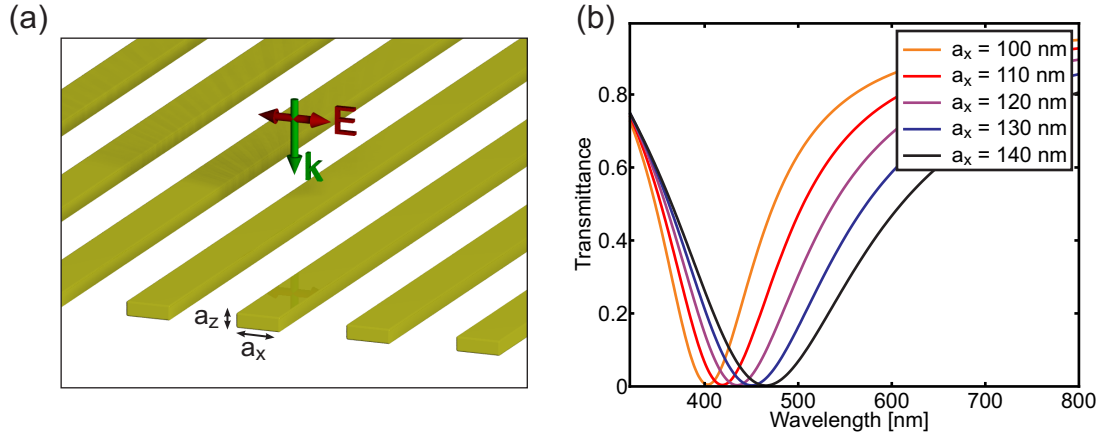 (a)
E
k
a_z
a_x
(b)
Transmittance
0.8
0.6
0.4
0.2
0
400
500
600
700
800
Wavelength [nm]
a_x = 100 nm
a_x = 110 nm
a_x = 120 nm
a_x = 130 nm
a_x = 140 nm